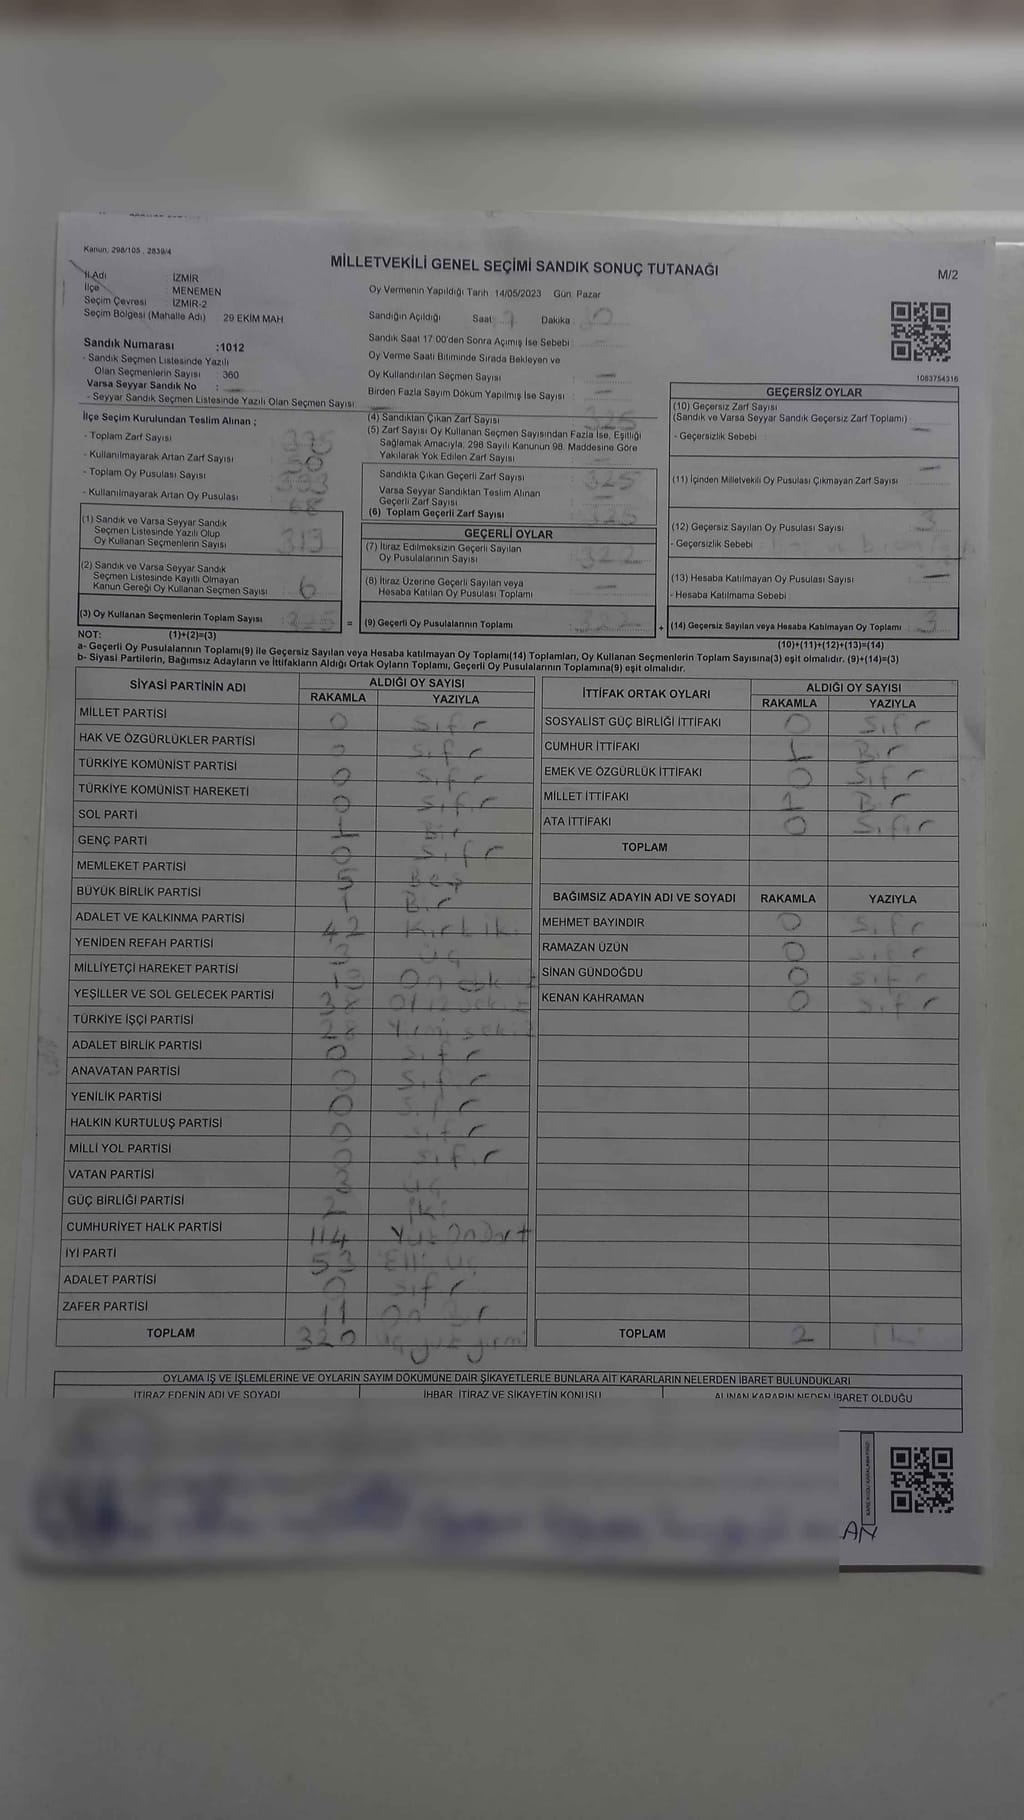 Kanun: 298/105 , 2839/4
MİLLETVEKİLİ GENEL SEÇİMİ SANDIK SONUÇ TUTANAĞI
M/2
İl Adı İZMİR
İlçe MENEMEN
Seçim Çevresi İZMİR-2
Seçim Bölgesi (Mahalle Adı) 29 EKİM MAH.
Oy Vermenin Yapıldığı Tarih 14/05/2023 Gün Pazar
Sandığın Açıldığı Saat: 7 Dakika
Sandık Saat 17:00'den Sonra Açımış İse Sebebi
Oy Verme Saati Bitiminde Sırada Bekleyen ve
Oy Kullandırılan Seçmen Sayısı : —
Birden Fazla Sayım Döküm Yapılmış İse Sayısı : —
1063754316
Sandık Numarası :1012
- Sandık Seçmen Listesinde Yazılı
Olan Seçmenlerin Sayısı : 360
Varsa Seyyar Sandık No :
- Seyyar Sandık Seçmen Listesinde Yazılı Olan Seçmen Sayısı:
İlçe Seçim Kurulundan Teslim Alınan ;
- Toplam Zarf Sayısı
- Kullanılmayarak Artan Zarf Sayısı
- Toplam Oy Pusulası Sayısı
- Kullanılmayarak Artan Oy Pusulası
(1) Sandık ve Varsa Seyyar Sandık
Seçmen Listesinde Yazılı Olup
Oy Kullanan Seçmenlerin Sayısı : 313
(2) Sandık ve Varsa Seyyar Sandık
Seçmen Listesinde Kayıtlı Olmayan
Kanun Gereği Oy Kullanan Seçmen Sayısı : 6
(3) Oy Kullanan Seçmenlerin Toplam Sayısı : 325 =
(4) Sandıktan Çıkan Zarf Sayısı : 325
(5) Zarf Sayısı Oy Kullanan Seçmen Sayısından Fazla İse, Eşitliği
Sağlamak Amacıyla, 298 Sayılı Kanunun 98. Maddesine Göre
Yakılarak Yok Edilen Zarf Sayısı : —
Sandıkta Çıkan Geçerli Zarf Sayısı : 325
Varsa Seyyar Sandıktan Teslim Alınan
Geçerli Zarf Sayısı : —
(6) Toplam Geçerli Zarf Sayısı : 325
GEÇERLİ OYLAR
(7) İtiraz Edilmeksizin Geçerli Sayılan
Oy Pusulalarının Sayısı : 322
(8) İtiraz Üzerine Geçerli Sayılan veya
Hesaba Katılan Oy Pusulası Toplamı : —
(9) Geçerli Oy Pusulalarının Toplamı : 322 +
GEÇERSİZ OYLAR
(10) Geçersiz Zarf Sayısı
(Sandık ve Varsa Seyyar Sandık Geçersiz Zarf Toplamı) : —
- Geçersizlik Sebebi
(11) İçinden Milletvekili Oy Pusulası Çıkmayan Zarf Sayısı : —
(12) Geçersiz Sayılan Oy Pusulası Sayısı : 3
- Geçersizlik Sebebi
(13) Hesaba Katılmayan Oy Pusulası Sayısı : —
- Hesaba Katılmama Sebebi
(14) Geçersiz Sayılan veya Hesaba Katılmayan Oy Toplamı : 3
NOT: (1)+(2)=(3) (10)+(11)+(12)+(13)=(14)
a- Geçerli Oy Pusulalarının Toplamı(9) ile Geçersiz Sayılan veya Hesaba katılmayan Oy Toplamı(14) Toplamları, Oy Kullanan Seçmenlerin Toplam Sayısına(3) eşit olmalıdır. (9)+(14)=(3)
b- Siyasi Partilerin, Bağımsız Adayların ve İttifakların Aldığı Ortak Oyların Toplamı, Geçerli Oy Pusulalarının Toplamına(9) eşit olmalıdır.
SİYASİ PARTİNİN ADI ALDIĞI OY SAYISI
RAKAMLA YAZIYLA
MİLLET PARTİSİ 0 sıfır
HAK VE ÖZGÜRLÜKLER PARTİSİ 0 sıfır
TÜRKİYE KOMÜNİST PARTİSİ 0 sıfır
TÜRKİYE KOMÜNİST HAREKETİ 0 sıfır
SOL PARTİ 1 Bir
GENÇ PARTİ 0 sıfır
MEMLEKET PARTİSİ 5 Beş
BÜYÜK BİRLİK PARTİSİ 1 Bir
ADALET VE KALKINMA PARTİSİ 42 Kırkiki
YENİDEN REFAH PARTİSİ 3 Üç
MİLLİYETÇİ HAREKET PARTİSİ
YEŞİLLER VE SOL GELECEK PARTİSİ 38 Otuzsekiz
TÜRKİYE İŞÇİ PARTİSİ 28 Yirmisekiz
ADALET BİRLİK PARTİSİ 0 sıfır
ANAVATAN PARTİSİ 0 sıfır
YENİLİK PARTİSİ 0 sıfır
HALKIN KURTULUŞ PARTİSİ 0 sıfır
MİLLİ YOL PARTİSİ 0 sıfır
VATAN PARTİSİ 3 üç
GÜÇ BİRLİĞİ PARTİSİ 2 iki
CUMHURİYET HALK PARTİSİ 114 Yüzondört
İYİ PARTİ 53 Elli üç
ADALET PARTİSİ 0 sıfır
ZAFER PARTİSİ 11 On Bir
TOPLAM 320 üçyüzyirmi
İTTİFAK ORTAK OYLARI ALDIĞI OY SAYISI
RAKAMLA YAZIYLA
SOSYALİST GÜÇ BİRLİĞİ İTTİFAKI 0 sıfır
CUMHUR İTTİFAKI 1 Bir
EMEK VE ÖZGÜRLÜK İTTİFAKI 0 sıfır
MİLLET İTTİFAKI 1 Bir
ATA İTTİFAKI 0 sıfır
TOPLAM
BAĞIMSIZ ADAYIN ADI VE SOYADI RAKAMLA YAZIYLA
MEHMET BAYINDIR 0 sıfır
RAMAZAN ÜZÜN 0 sıfır
SİNAN GÜNDOĞDU 0 sıfır
KENAN KAHRAMAN 0 sıfır
TOPLAM 2 iki
OYLAMA İŞ VE İŞLEMLERİNE VE OYLARIN SAYIM DÖKÜMÜNE DAİR ŞİKAYETLERLE BUNLARA AİT KARARLARIN NELERDEN İBARET BULUNDUKLARI
İTİRAZ EDENİN ADI VE SOYADI İHBAR, İTİRAZ VE ŞİKAYETİN KONUSU ALINAN KARARIN NEDEN İBARET OLDUĞU
AN